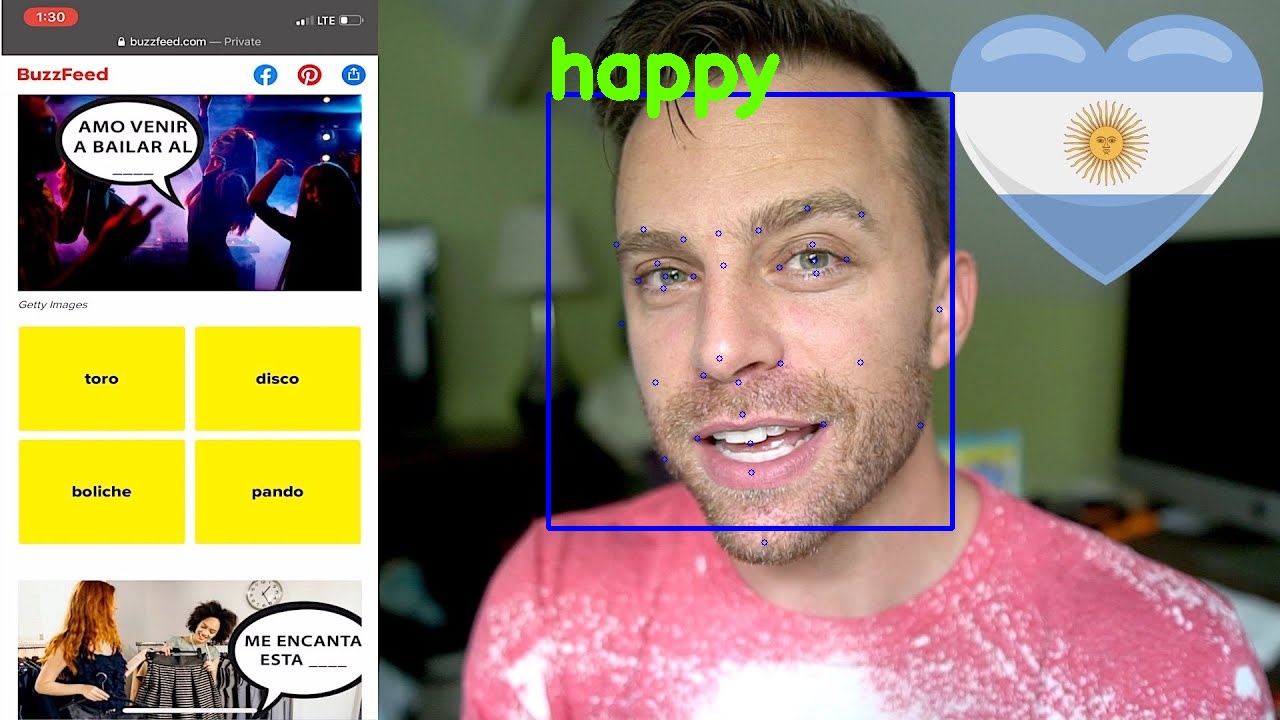 1:30
LTE
buzzfeed.com — Private
BuzzFeed
AMO VENIR
A BAILAR AL
____
Getty Images
toro
disco
boliche
pando
ME ENCANTA
ESTA ____
happy